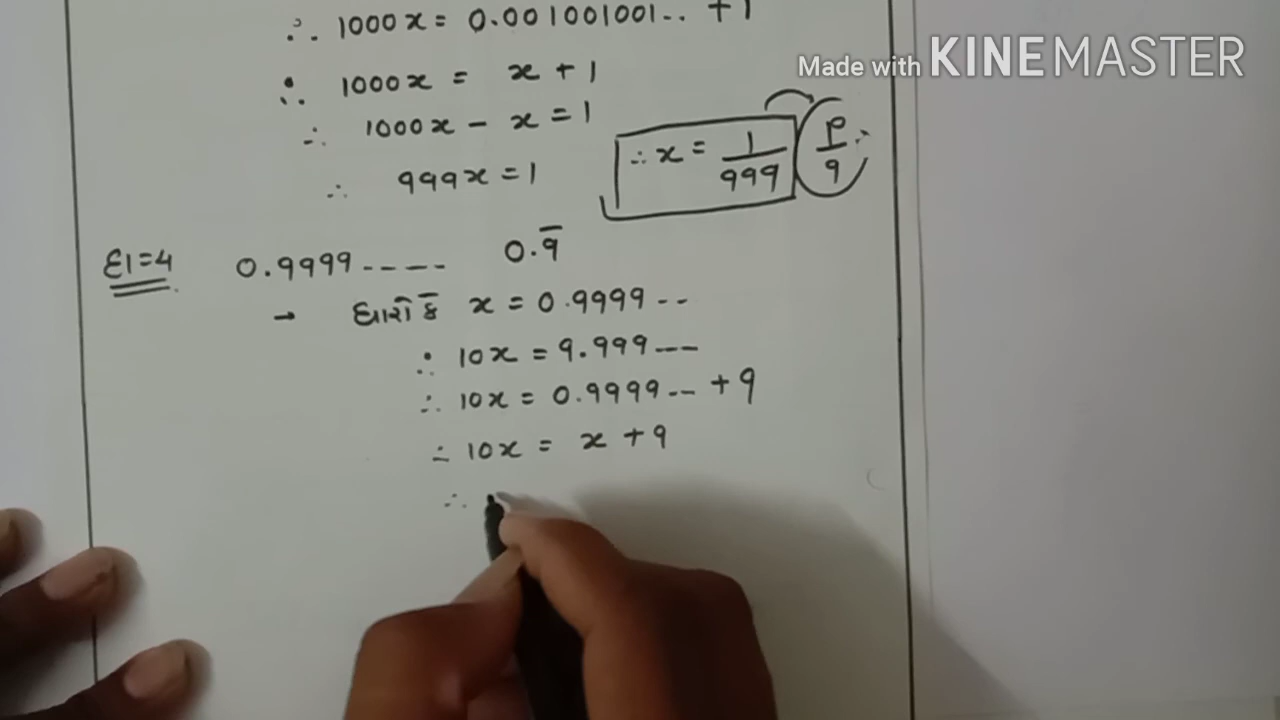 ∴ 1000x = 0.001001001.. + 1
Made with KINEMASTER
∴ 1000x = x + 1
∴ 1000x - x = 1
∴ 999x = 1
∴ x = 1/999
p/q
દા=4 0.9999---- 0.9̅
→ ધારો કે x = 0.9999--
∴ 10x = 9.999---
∴ 10x = 0.9999-- + 9
∴ 10x = x + 9
∴